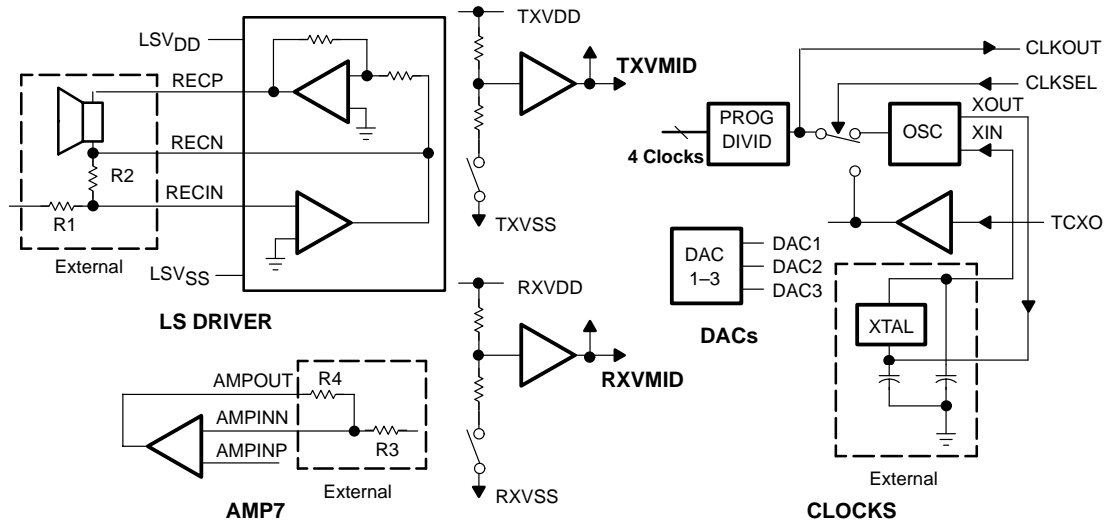 LSVDD
RECP
RECN
R2
RECIN
R1
External
LSVSS
LS DRIVER
TXVDD
TXVMID
TXVSS
CLKOUT
CLKSEL
XOUT
PROG
DIVID
OSC
XIN
4 Clocks
TCXO
DAC
1–3
DAC1
DAC2
DAC3
DACs
XTAL
External
CLOCKS
RXVDD
RXVMID
RXVSS
AMPOUT
R4
AMPINN
R3
AMPINP
External
AMP7